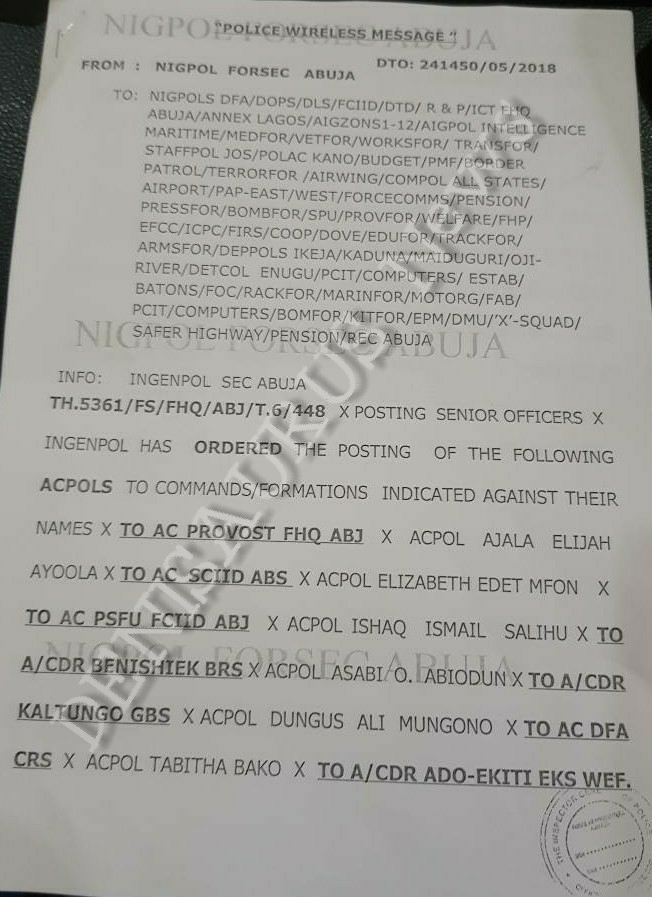 NIGPOL FORSEC ABUJA
“POLICE WIRELESS MESSAGE “
FROM : NIGPOL FORSEC ABUJA DTO: 241450/05/2018
TO: NIGPOLS DFA/DOPS/DLS/FCIID/DTD/ R & P/ICT FHQ
ABUJA/ANNEX LAGOS/AIGZONS1-12/AIGPOL INTELLIGENCE
MARITIME/MEDFOR/VETFOR/WORKSFOR/ TRANSFOR/
STAFFPOL JOS/POLAC KANO/BUDGET/PMF/BORDER
PATROL/TERRORFOR /AIRWING/COMPOL ALL STATES/
AIRPORT/PAP-EAST/WEST/FORCECOMMS/PENSION/
PRESSFOR/BOMBFOR/SPU/PROVFOR/WELFARE/FHP/
EFCC/ICPC/FIRS/COOP/DOVE/EDUFOR/TRACKFOR/
ARMSFOR/DEPPOLS IKEJA/KADUNA/MAIDUGURI/OJI-
RIVER/DETCOL ENUGU/PCIT/COMPUTERS/ ESTAB/
BATONS/FOC/RACKFOR/MARINFOR/MOTORG/FAB/
PCIT/COMPUTERS/BOMFOR/KITFOR/EPM/DMU/’X’-SQUAD/
SAFER HIGHWAY/PENSION/REC ABUJA
NIGPOL FORSEC ABUJA
INFO: INGENPOL SEC ABUJA
TH.5361/FS/FHQ/ABJ/T.6/448 X POSTING SENIOR OFFICERS X
INGENPOL HAS ORDERED THE POSTING OF THE FOLLOWING
ACPOLS TO COMMANDS/FORMATIONS INDICATED AGAINST THEIR
NAMES X TO AC PROVOST FHQ ABJ X ACPOL AJALA ELIJAH
AYOOLA X TO AC SCIID ABS X ACPOL ELIZABETH EDET MFON X
TO AC PSFU FCIID ABJ X ACPOL ISHAQ ISMAIL SALIHU X TO
NIGPOL FORSEC ABUJA
A/CDR BENISHIEK BRS X ACPOL ASABI O. ABIODUN X TO A/CDR
KALTUNGO GBS X ACPOL DUNGUS ALI MUNGONO X TO AC DFA
CRS X ACPOL TABITHA BAKO X TO A/CDR ADO-EKITI EKS WEF.